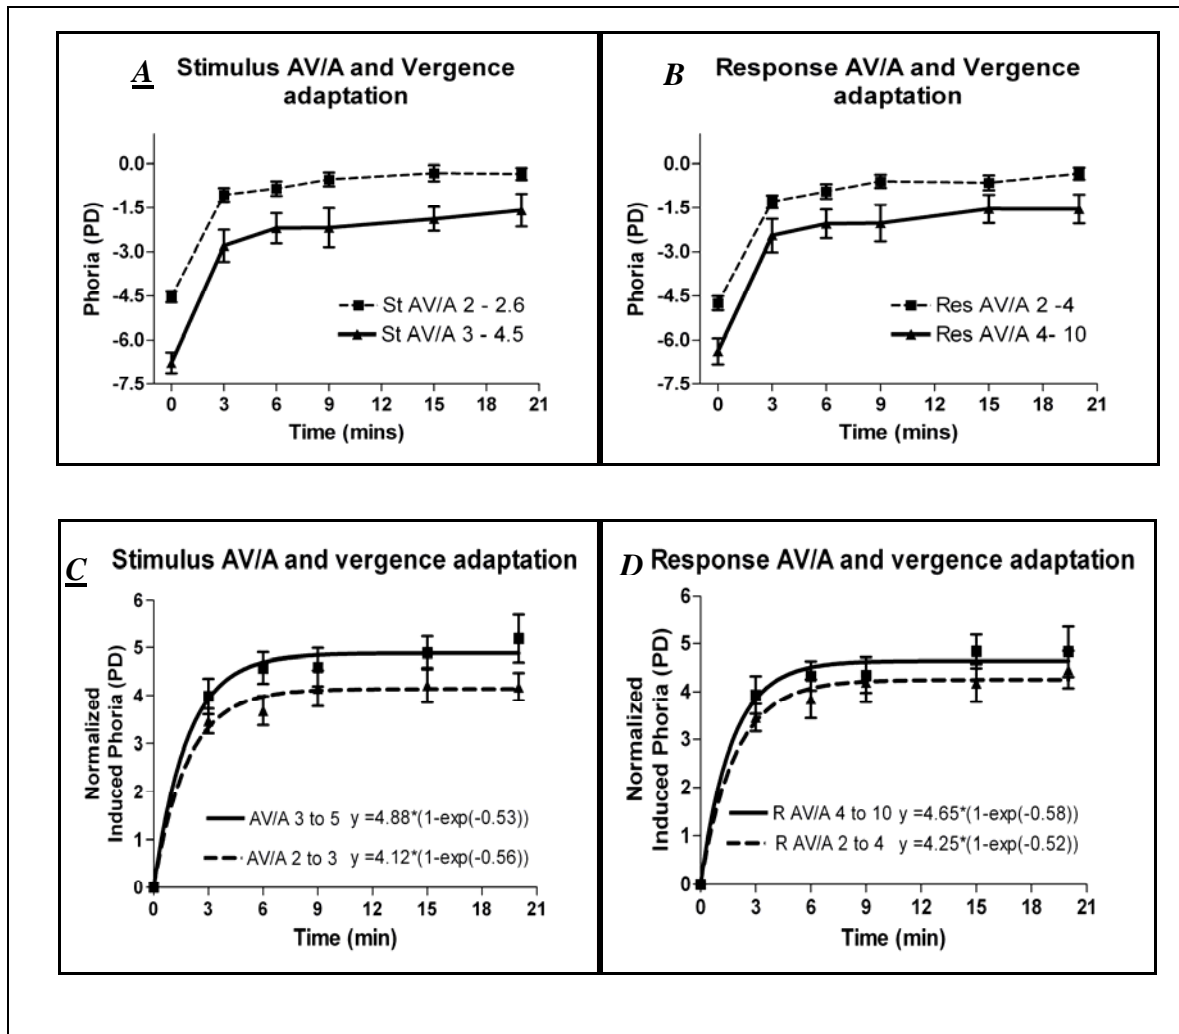 A Stimulus AV/A and Vergence
adaptation
Phoria (PD)
0.0
-1.5
-3.0
-4.5
-6.0
-7.5
St AV/A 2 - 2.6
St AV/A 3 - 4.5
0 3 6 9 12 15 18 21
Time (mins)
B Response AV/A and Vergence
adaptation
Phoria (PD)
0.0
-1.5
-3.0
-4.5
-6.0
-7.5
Res AV/A 2 -4
Res AV/A 4- 10
0 3 6 9 12 15 18 21
Time (mins)
C Stimulus AV/A and vergence adaptation
Normalized
Induced Phoria (PD)
6
5
4
3
2
1
0
AV/A 3 to 5 y =4.88*(1-exp(-0.53))
AV/A 2 to 3 y =4.12*(1-exp(-0.56))
0 3 6 9 12 15 18 21
Time (min)
D Response AV/A and vergence adaptation
Normalized
Induced Phoria (PD)
6
5
4
3
2
1
0
R AV/A 4 to 10 y =4.65*(1-exp(-0.58))
R AV/A 2 to 4 y =4.25*(1-exp(-0.52))
0 3 6 9 12 15 18 21
Time (min)